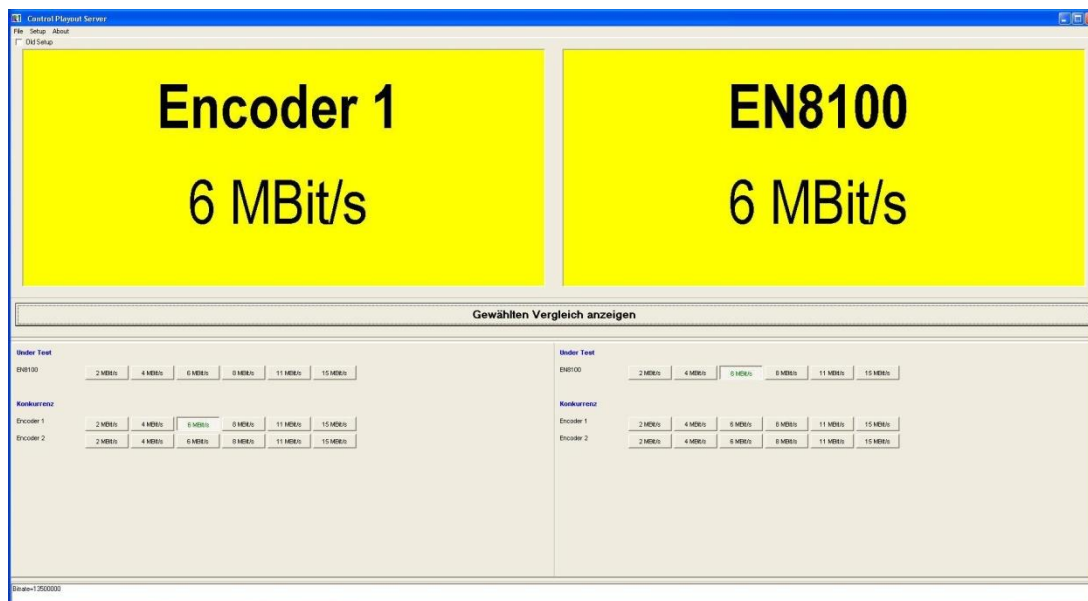 Control Playout Server
File Setup About
Old Setup
Encoder 1
6 MBit/s
EN8100
6 MBit/s
Gewählten Vergleich anzeigen
Under Test
EN8100 2 MBit/s 4 MBit/s 6 MBit/s 8 MBit/s 11 MBit/s 15 MBit/s
Konkurrenz
Encoder 1 2 MBit/s 4 MBit/s 6 MBit/s 8 MBit/s 11 MBit/s 15 MBit/s
Encoder 2 2 MBit/s 4 MBit/s 6 MBit/s 8 MBit/s 11 MBit/s 15 MBit/s
Under Test
EN8100 2 MBit/s 4 MBit/s 6 MBit/s 8 MBit/s 11 MBit/s 15 MBit/s
Konkurrenz
Encoder 1 2 MBit/s 4 MBit/s 6 MBit/s 8 MBit/s 11 MBit/s 15 MBit/s
Encoder 2 2 MBit/s 4 MBit/s 6 MBit/s 8 MBit/s 11 MBit/s 15 MBit/s
Bitrate=13500000